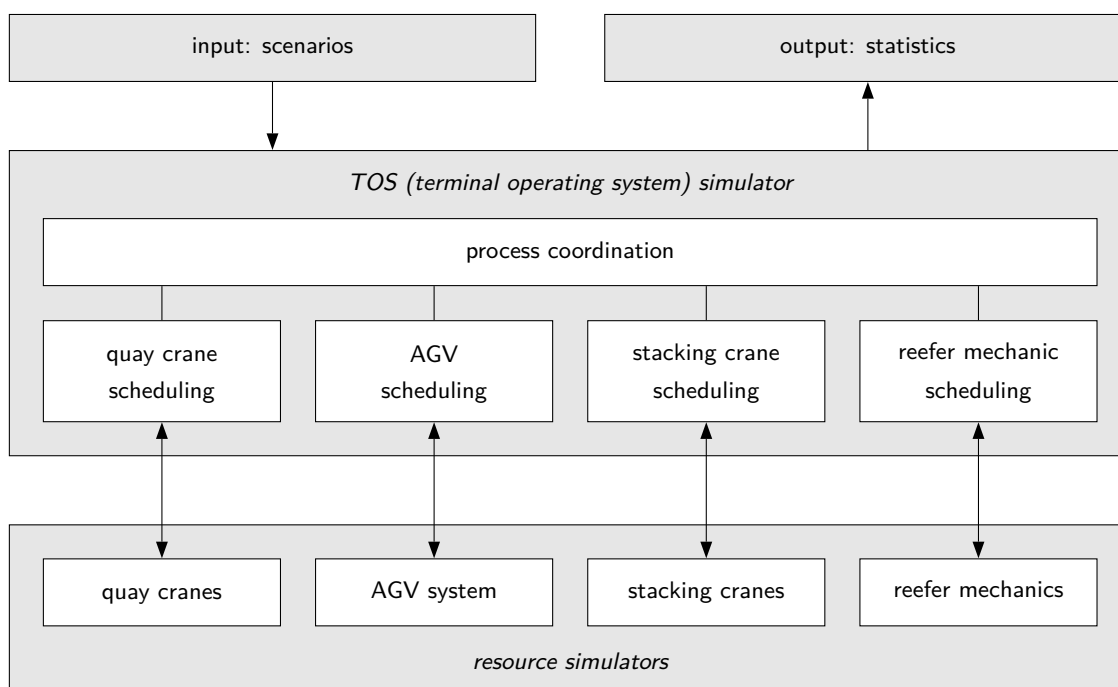 input: scenarios
output: statistics
TOS (terminal operating system) simulator
process coordination
quay crane
scheduling
AGV
scheduling
stacking crane
scheduling
reefer mechanic
scheduling
quay cranes
AGV system
stacking cranes
reefer mechanics
resource simulators